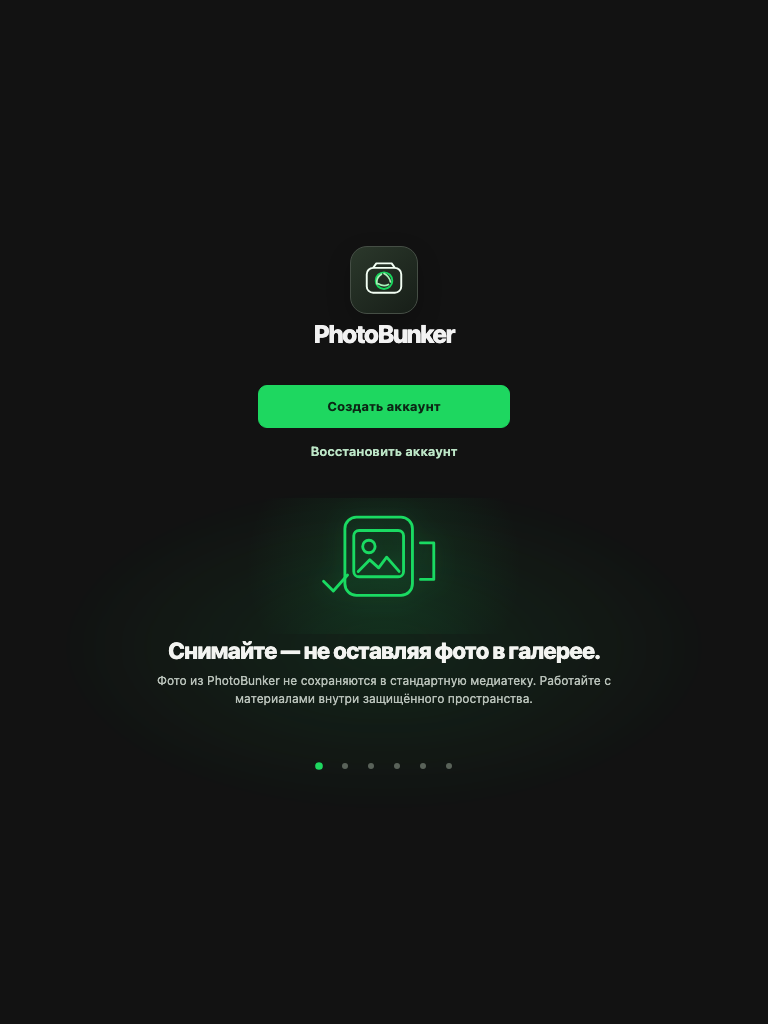 PhotoBunker
Создать аккаунт
Восстановить аккаунт
Снимайте — не оставляя фото в галерее.
Фото из PhotoBunker не сохраняются в стандартную медиатеку. Работайте с
материалами внутри защищённого пространства.